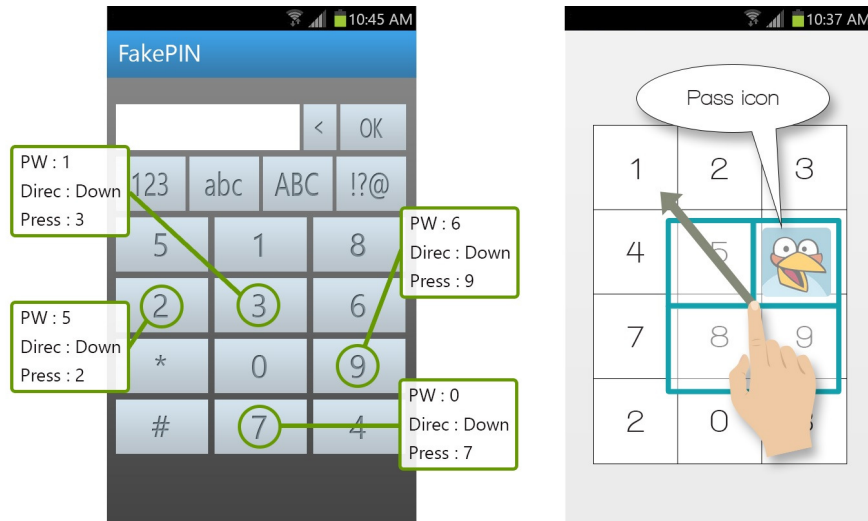 10:45 AM
FakePIN
< OK
123 abc ABC !?@
5 1 8
2 3 6
* 0 9
# 7 4
PW : 1
Direc : Down
Press : 3
PW : 5
Direc : Down
Press : 2
PW : 6
Direc : Down
Press : 9
PW : 0
Direc : Down
Press : 7
10:37 AM
Pass icon
1 2 3
4 5
7 8 9
2 0